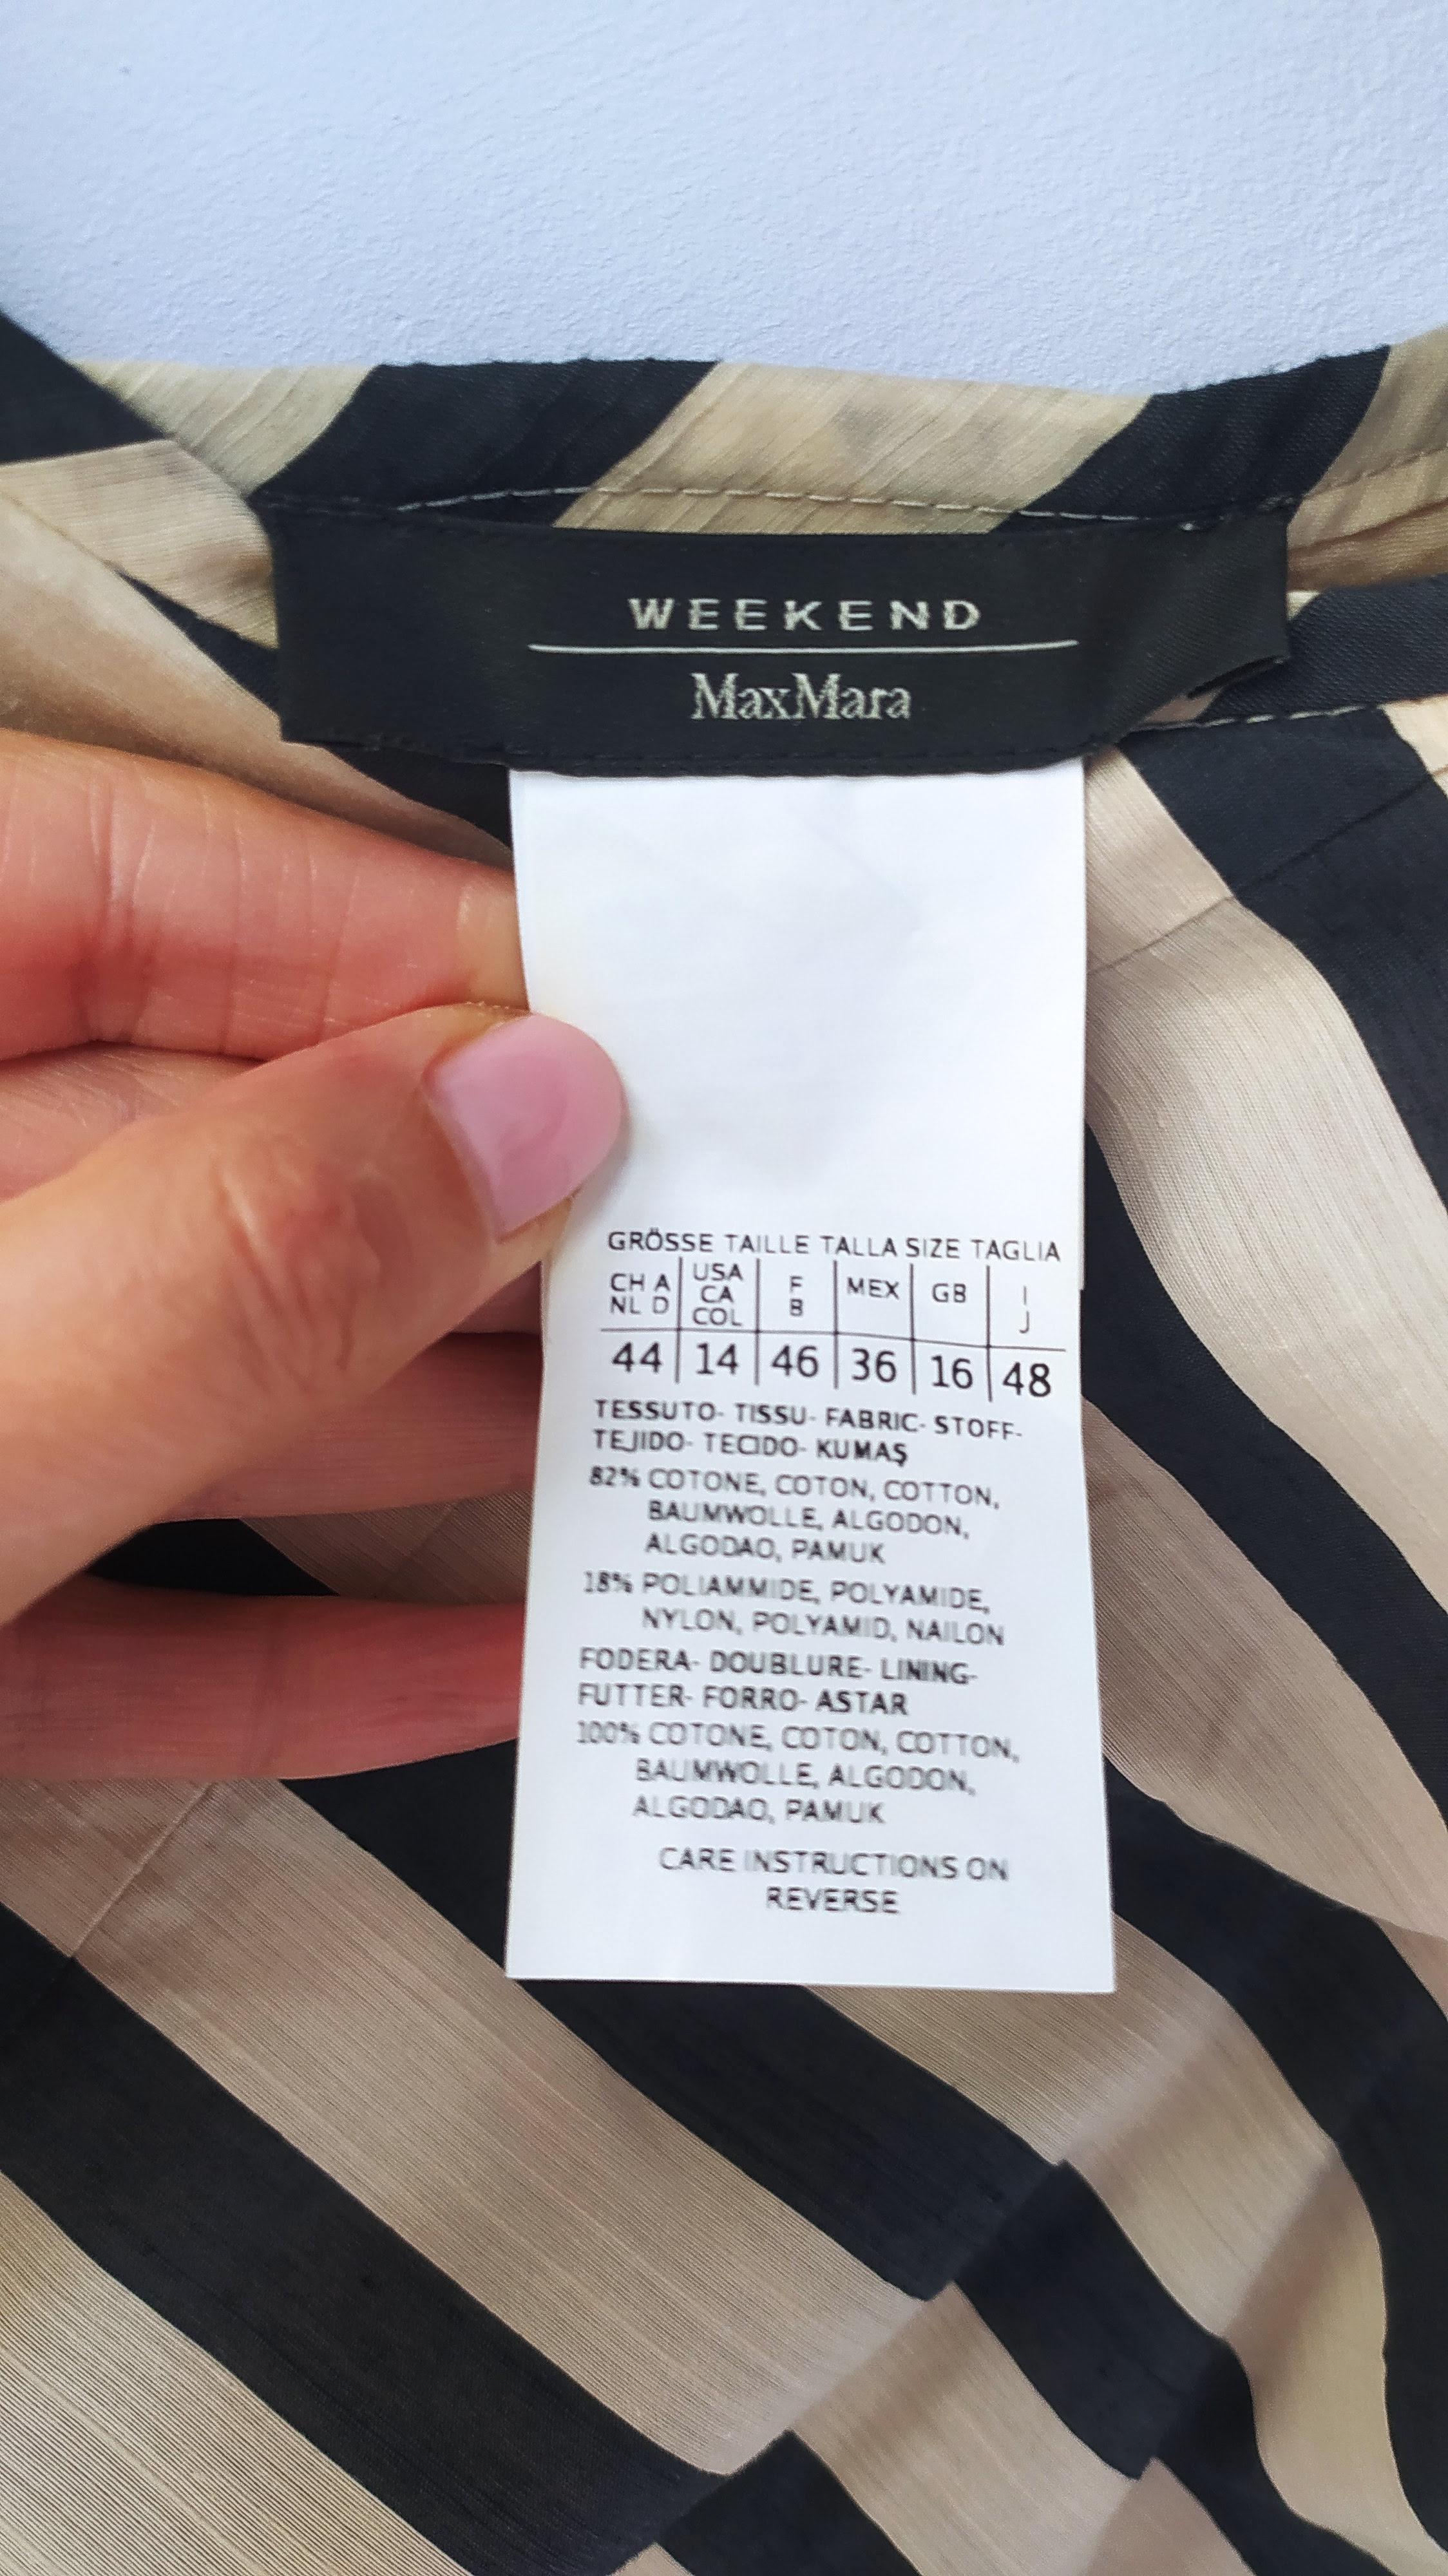 WEEKEND
MaxMara
GRÖSSE TAILLE TALLA SIZE TAGLIA
CH A NL D | USA CA COL | F B | MEX | GB | I J
44 | 14 | 46 | 36 | 16 | 48
TESSUTO- TISSU- FABRIC- STOFF-
TEJIDO- TECIDO- KUMAŞ
82% COTONE, COTON, COTTON,
BAUMWOLLE, ALGODON,
ALGODAO, PAMUK
18% POLIAMMIDE, POLYAMIDE,
NYLON, POLYAMID, NAILON
FODERA- DOUBLURE- LINING-
FUTTER- FORRO- ASTAR
100% COTONE, COTON, COTTON,
BAUMWOLLE, ALGODON,
ALGODAO, PAMUK
CARE INSTRUCTIONS ON
REVERSE